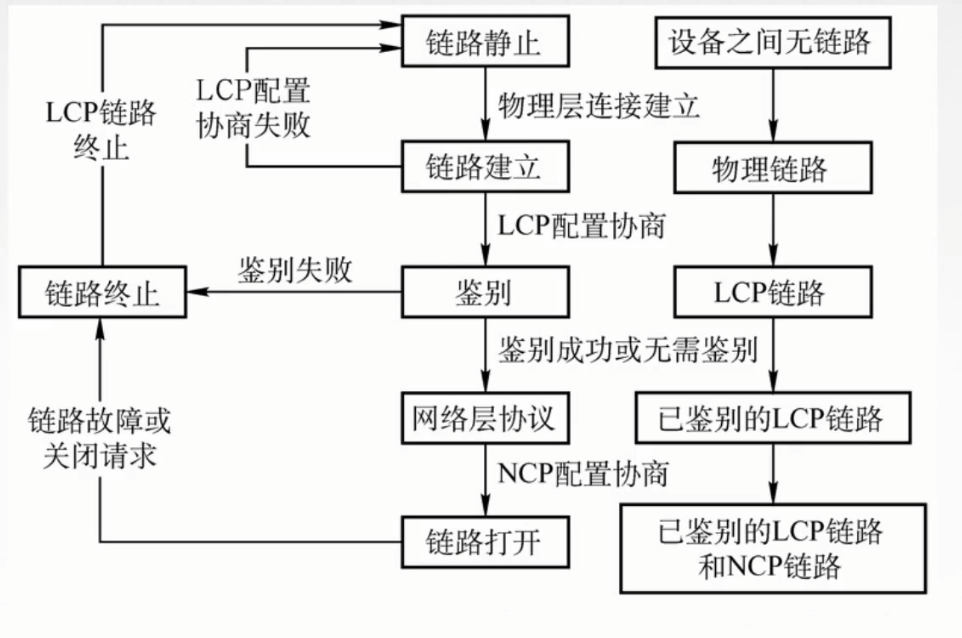 链路静止
设备之间无链路
LCP配置
协商失败
LCP链路
终止
物理层连接建立
链路建立
物理链路
LCP配置协商
鉴别失败
链路终止
鉴别
LCP链路
鉴别成功或无需鉴别
链路故障或
关闭请求
网络层协议
已鉴别的LCP链路
NCP配置协商
链路打开
已鉴别的LCP链路
和NCP链路